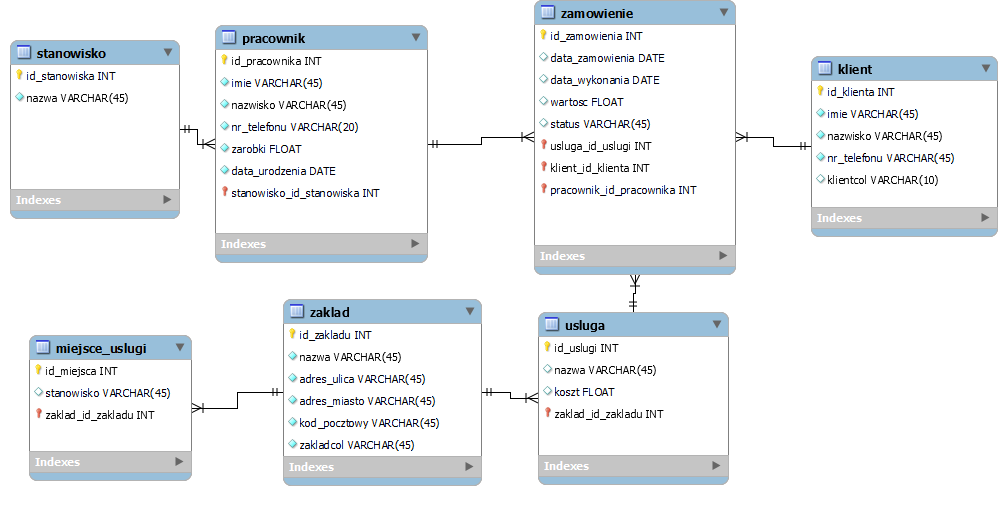 stanowisko
id_stanowiska INT
nazwa VARCHAR(45)
Indexes
pracownik
id_pracownika INT
imie VARCHAR(45)
nazwisko VARCHAR(45)
nr_telefonu VARCHAR(20)
zarobki FLOAT
data_urodzenia DATE
stanowisko_id_stanowiska INT
Indexes
zamowienie
id_zamowienia INT
data_zamowienia DATE
data_wykonania DATE
wartosc FLOAT
status VARCHAR(45)
usluga_id_uslugi INT
klient_id_klienta INT
pracownik_id_pracownika INT
Indexes
klient
id_klienta INT
imie VARCHAR(45)
nazwisko VARCHAR(45)
nr_telefonu VARCHAR(45)
klientcol VARCHAR(10)
Indexes
miejsce_uslugi
id_miejsca INT
stanowisko VARCHAR(45)
zaklad_id_zakladu INT
Indexes
zaklad
id_zakladu INT
nazwa VARCHAR(45)
adres_ulica VARCHAR(45)
adres_miasto VARCHAR(45)
kod_pocztowy VARCHAR(45)
zakladcol VARCHAR(45)
Indexes
usluga
id_uslugi INT
nazwa VARCHAR(45)
koszt FLOAT
zaklad_id_zakladu INT
Indexes